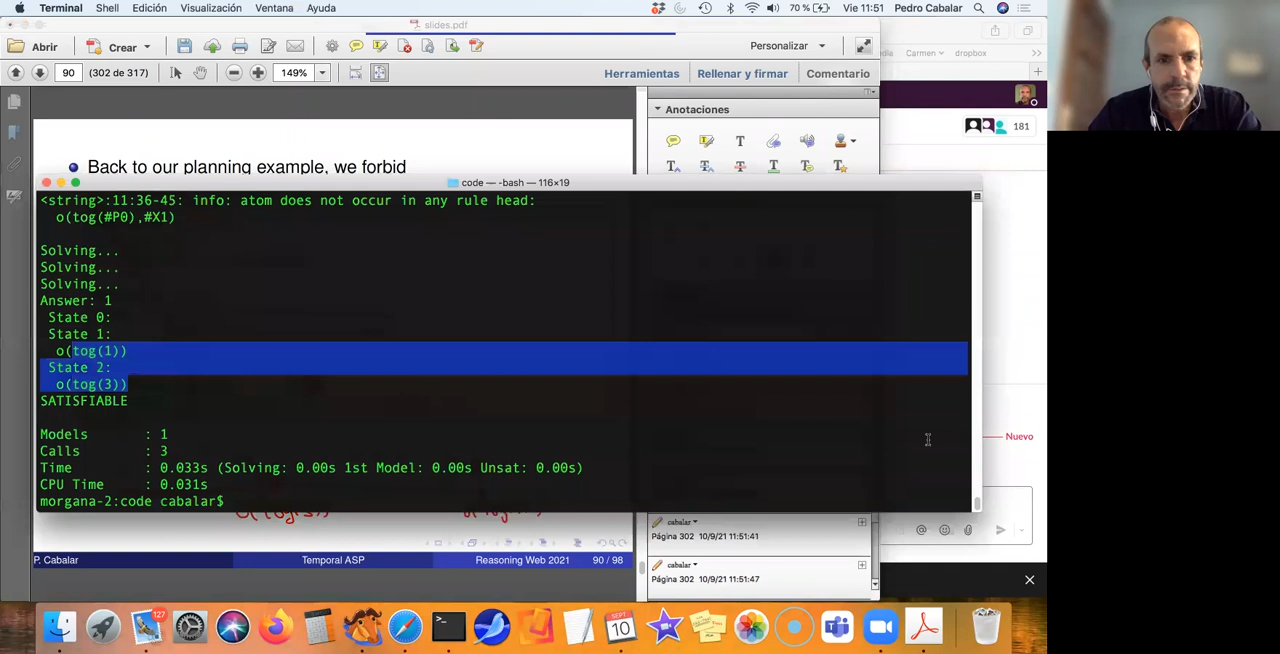 Terminal Shell Edición Visualización Ventana Ayuda 70 % Vie 11:51 Pedro Cabalar
slides.pdf
Abrir Crear Personalizar
Carmen dropbox
90 (302 de 317) 149% Herramientas Rellenar y firmar Comentario
Anotaciones
181
Back to our planning example, we forbid
code — -bash — 116×19
<string>:11:36-45: info: atom does not occur in any rule head:
o(tog(#P0),#X1)
Solving...
Solving...
Solving...
Answer: 1
State 0:
State 1:
o(tog(1))
State 2:
o(tog(3))
SATISFIABLE
Models : 1
Calls : 3
Time : 0.033s (Solving: 0.00s 1st Model: 0.00s Unsat: 0.00s)
CPU Time : 0.031s
morgana-2:code cabalar$
Nuevo
cabalar
Página 302 10/9/21 11:51:41
cabalar
Página 302 10/9/21 11:51:47
P. Cabalar Temporal ASP Reasoning Web 2021 90 / 98
127
SEPT
10